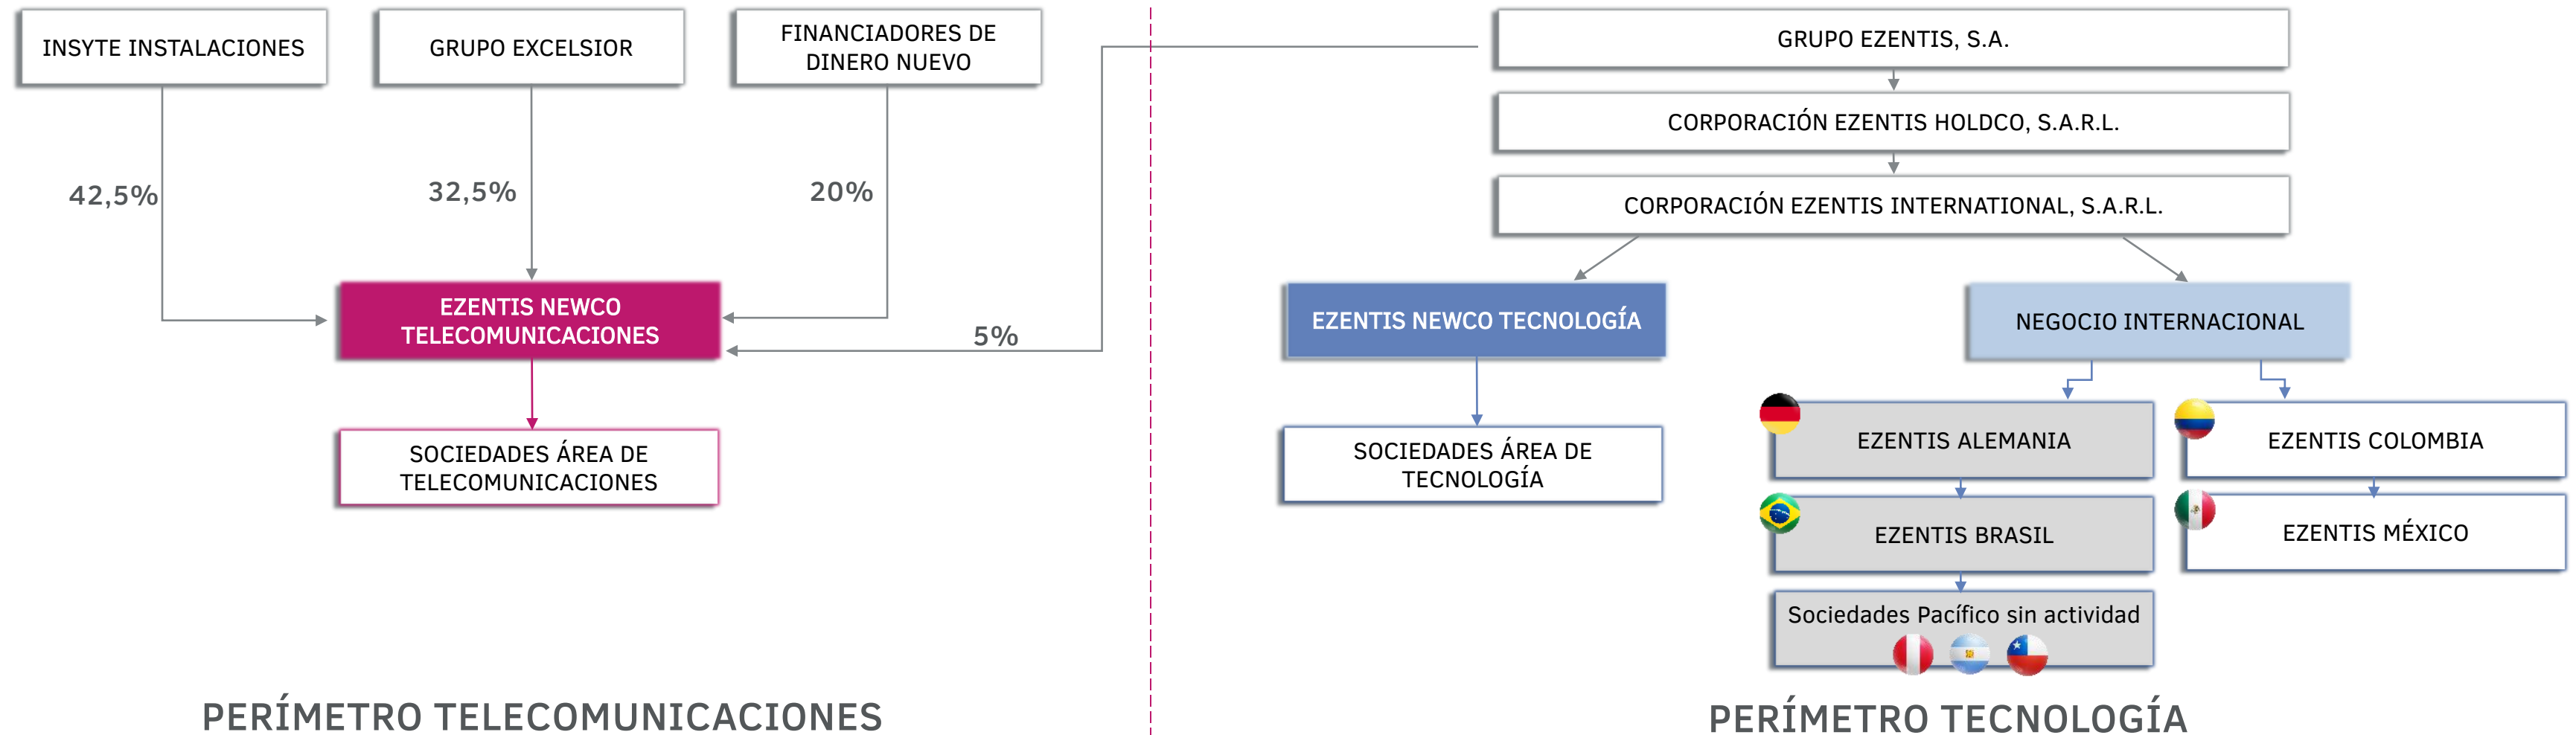 INSYTE INSTALACIONES
GRUPO EXCELSIOR
FINANCIADORES DE
DINERO NUEVO
42,5%
32,5%
20%
5%
EZENTIS NEWCO
TELECOMUNICACIONES
SOCIEDADES ÁREA DE
TELECOMUNICACIONES
PERÍMETRO TELECOMUNICACIONES
GRUPO EZENTIS, S.A.
CORPORACIÓN EZENTIS HOLDCO, S.A.R.L.
CORPORACIÓN EZENTIS INTERNATIONAL, S.A.R.L.
EZENTIS NEWCO TECNOLOGÍA
SOCIEDADES ÁREA DE
TECNOLOGÍA
NEGOCIO INTERNACIONAL
EZENTIS ALEMANIA
EZENTIS COLOMBIA
EZENTIS BRASIL
EZENTIS MÉXICO
Sociedades Pacífico sin actividad
PERÍMETRO TECNOLOGÍA